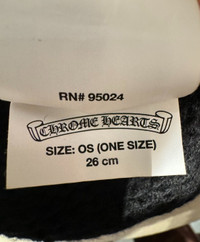 RN# 95024
CHROME HEARTS
SIZE: OS (ONE SIZE)
26 cm